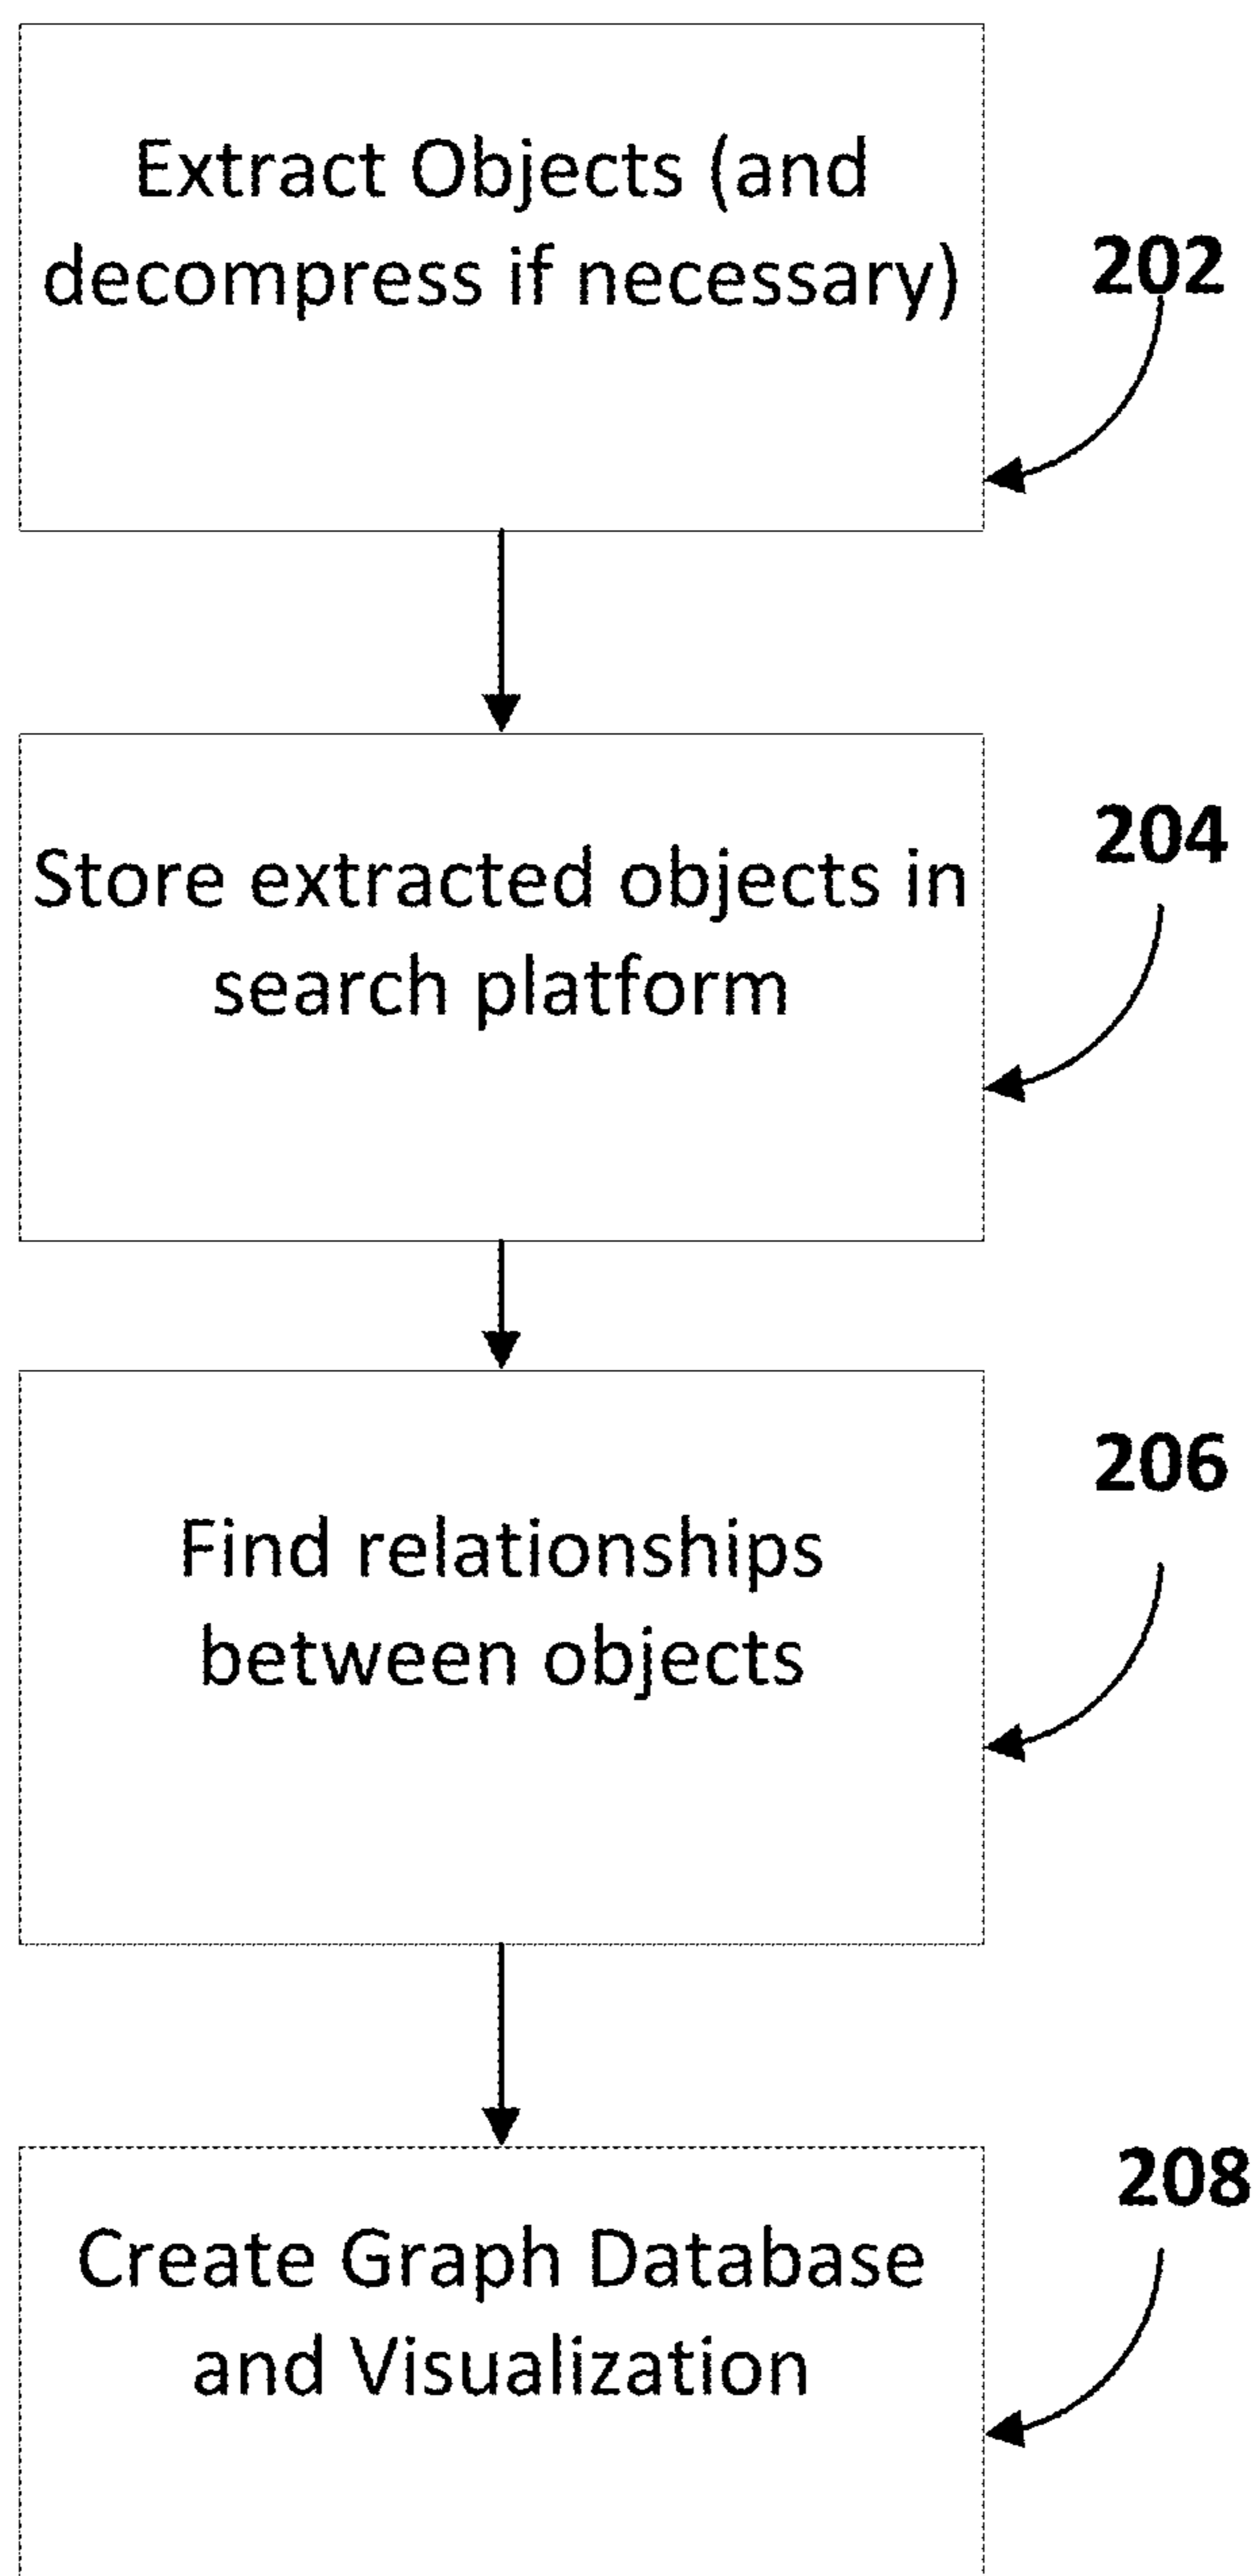 Extract Objects (and
decompress if necessary)
202
Store extracted objects in
search platform
204
Find relationships
between objects
206
Create Graph Database
and Visualization
208